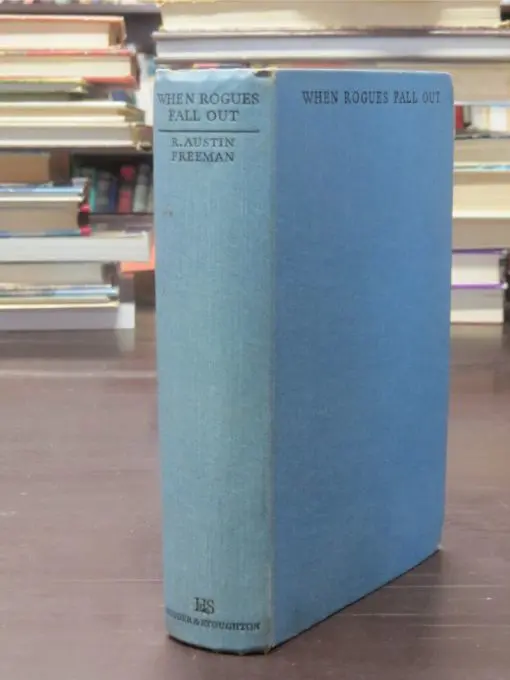 WHEN ROGUES
FALL OUT
R. AUSTIN
FREEMAN
HS
HODDER & STOUGHTON
WHEN ROGUES FALL OUT